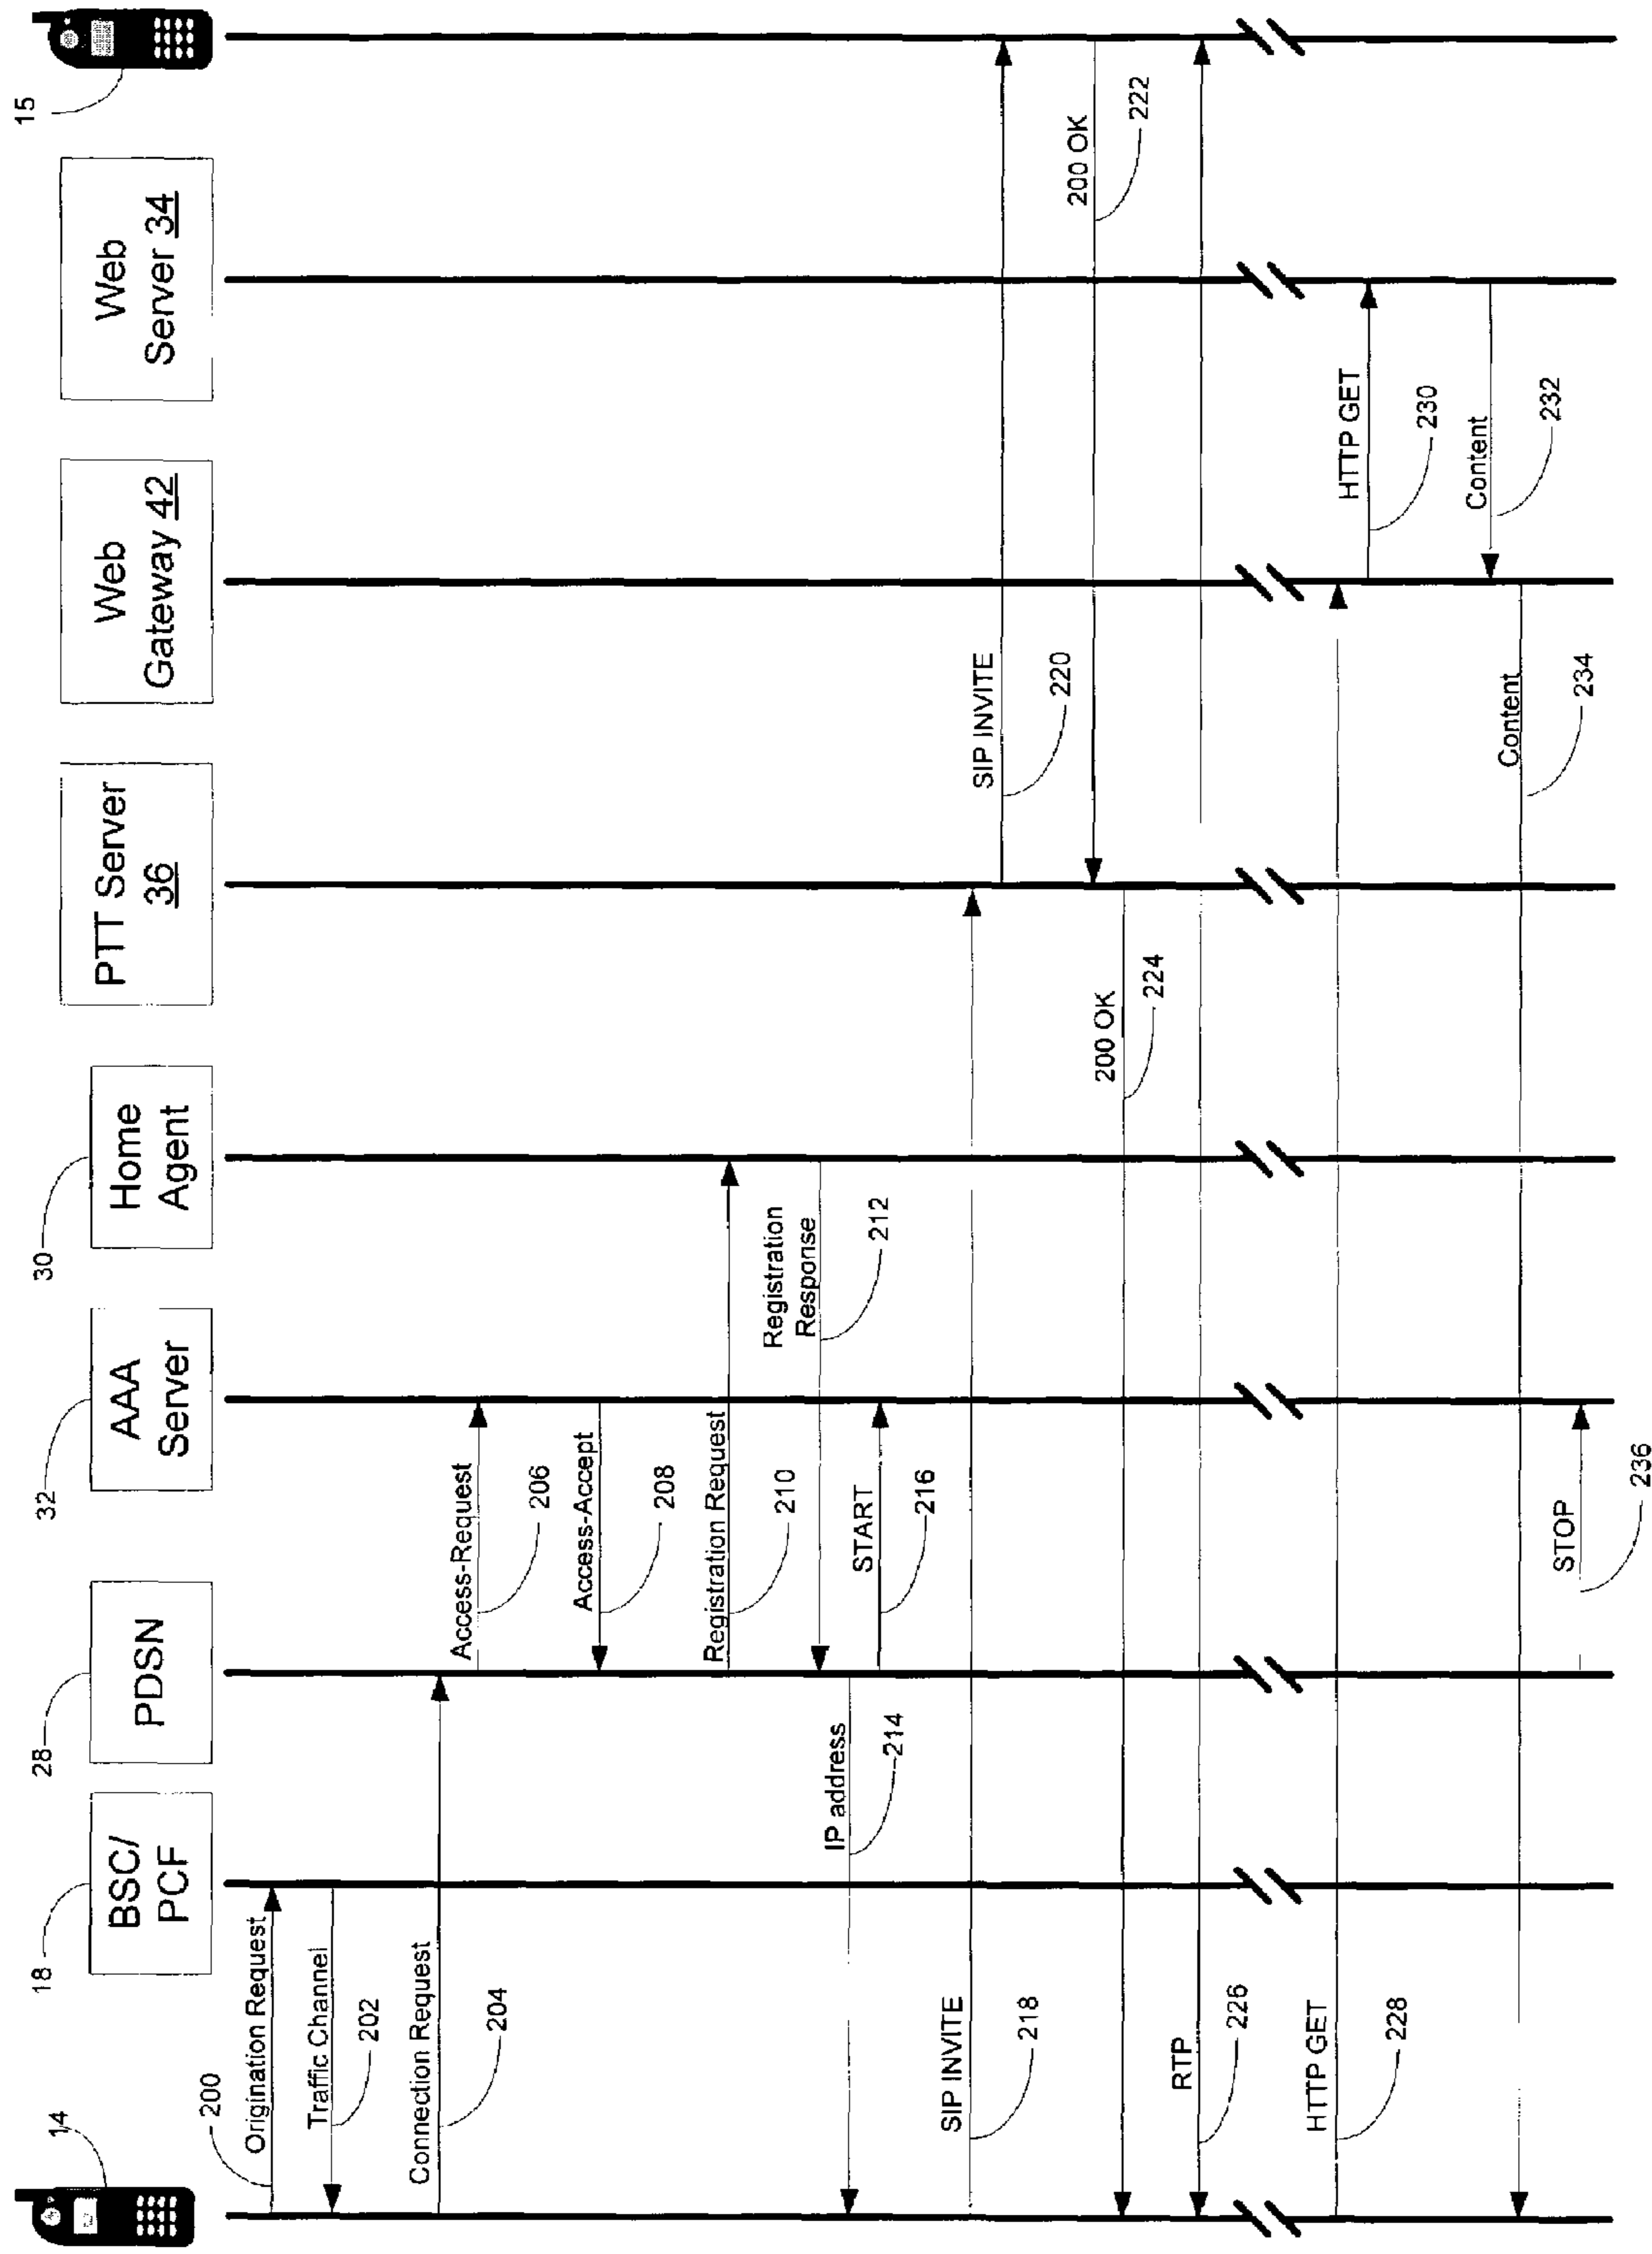 14
18
BSC/
PCF
28
PDSN
32
AAA
Server
30
Home
Agent
PTT Server
36
Web
Gateway 42
Web
Server 34
15
200
Origination Request
Traffic Channel
202
Connection Request
204
Access-Request
206
Access-Accept
208
Registration Request
210
Registration
Response
212
IP address
214
START
216
SIP INVITE
218
SIP INVITE
220
200 OK
222
200 OK
224
RTP
226
HTTP GET
228
HTTP GET
230
Content
232
Content
234
STOP
236